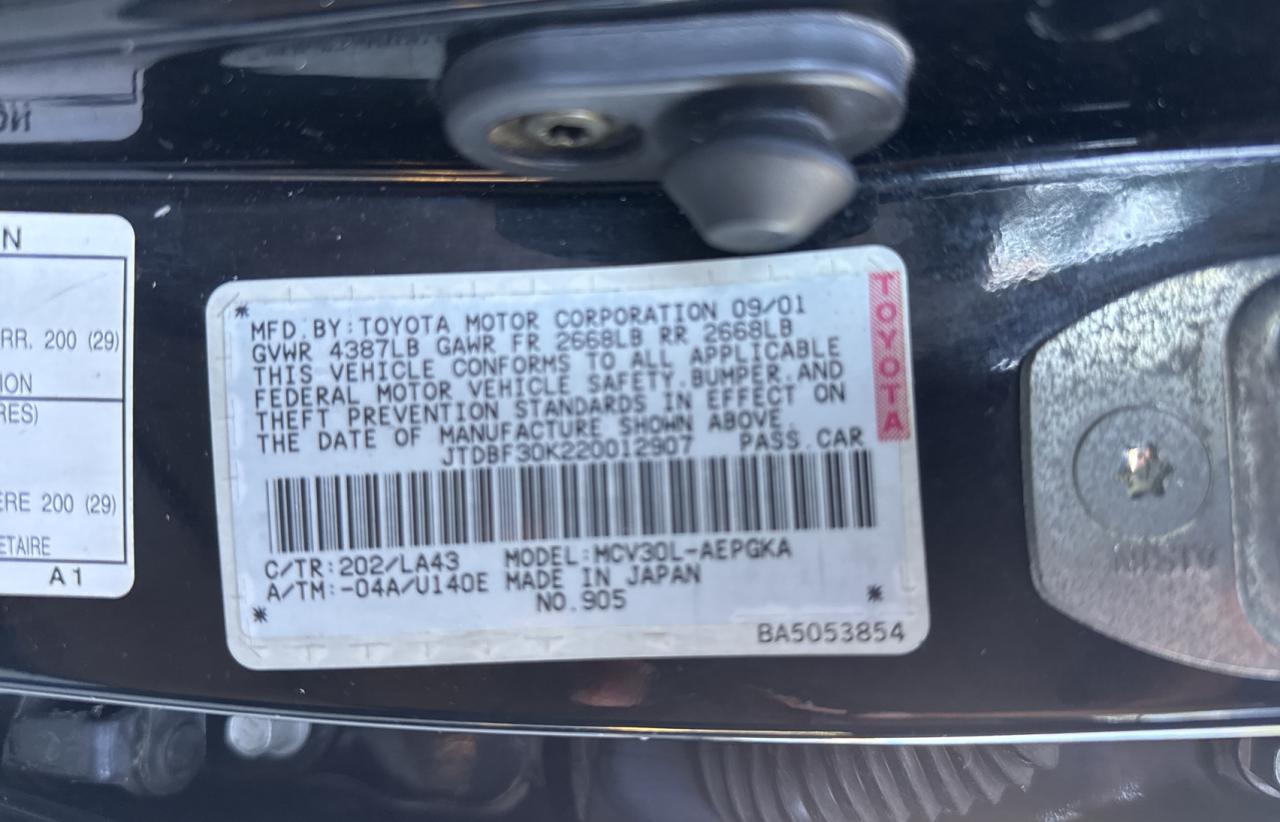 N
RR. 200 (29)
ION
RES)
ÈRE 200 (29)
ETAIRE
A1
MFD. BY: TOYOTA MOTOR CORPORATION 09/01
GVWR 4387LB GAWR FR 2668LB RR 2668LB
THIS VEHICLE CONFORMS TO ALL APPLICABLE
FEDERAL MOTOR VEHICLE SAFETY, BUMPER, AND
THEFT PREVENTION STANDARDS IN EFFECT ON
THE DATE OF MANUFACTURE SHOWN ABOVE.
JTDBF30K220012907 PASS. CAR
C/TR: 202/LA43 MODEL: MCV30L-AEPGKA
A/TM: -04A/U140E MADE IN JAPAN
NO. 905
BA5053854
TOYOTA